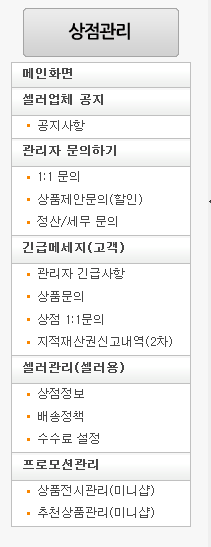 상점관리
메인화면
셀러업체 공지
공지사항
관리자 문의하기
1:1 문의
상품제안문의(할인)
정산/세무 문의
긴급메세지(고객)
관리자 긴급사항
상품문의
상점 1:1문의
지적재산권신고내역(2차)
셀러관리(셀러용)
상점정보
배송정책
수수료 설정
프로모션관리
상품전시관리(미니샵)
추천상품관리(미니샵)